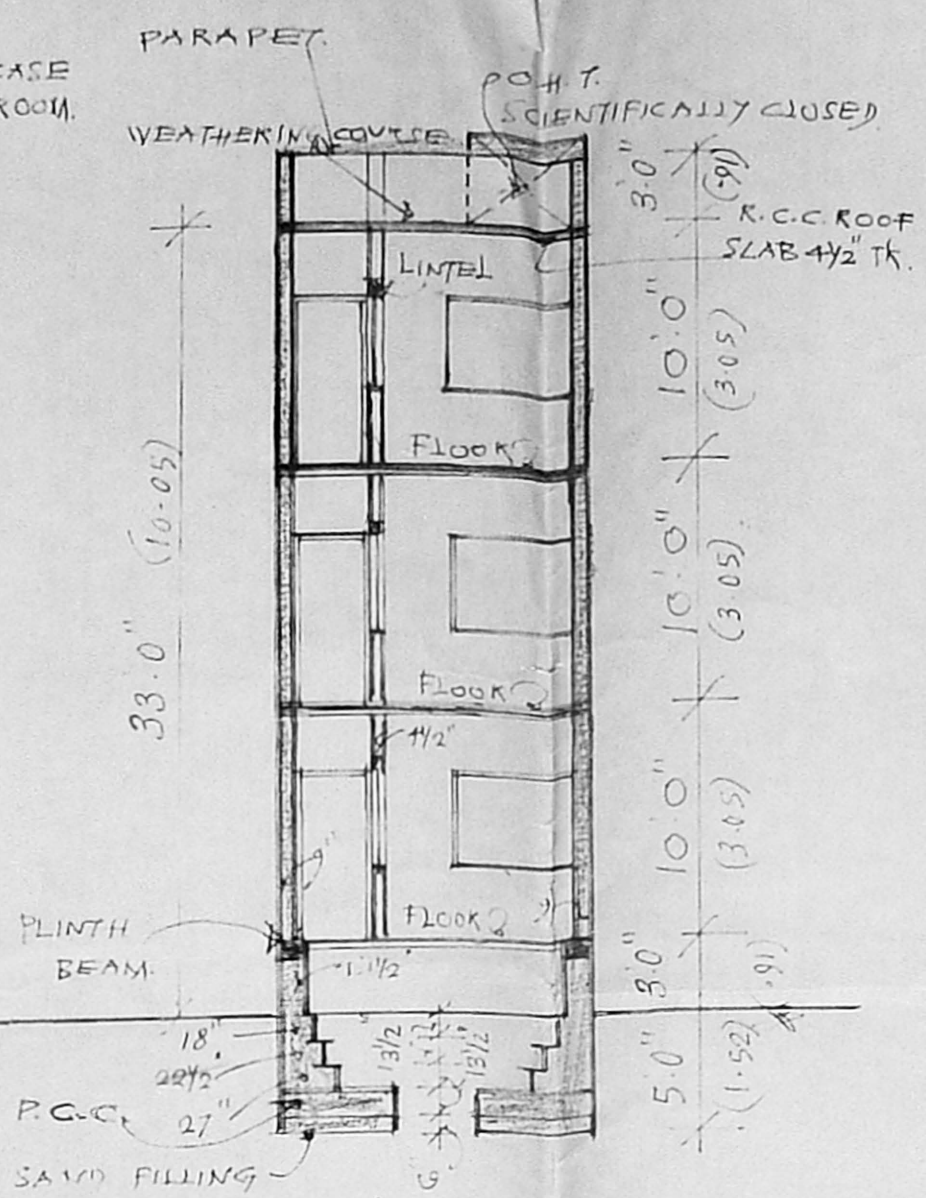 PARAPET.
CASE
ROOM.
O.H.T.
SCIENTIFICALLY CLOSED.
WEATHERING COURSE
3'.0"
(.91)
R.C.C. ROOF
SLAB 4½" TK.
LINTEL
10'.0"
(3.05)
FLOOR
33.0"
(10.05)
10'.0"
(3.05)
FLOOR
4½"
10'.0"
(3.05)
9"
FLOOR
9"
PLINTH
BEAM.
3'.0"
(.91)
18"
22½"
13½
13½"
5'.0"
(1.52)
P.C.C.
27"
SAND FILLING